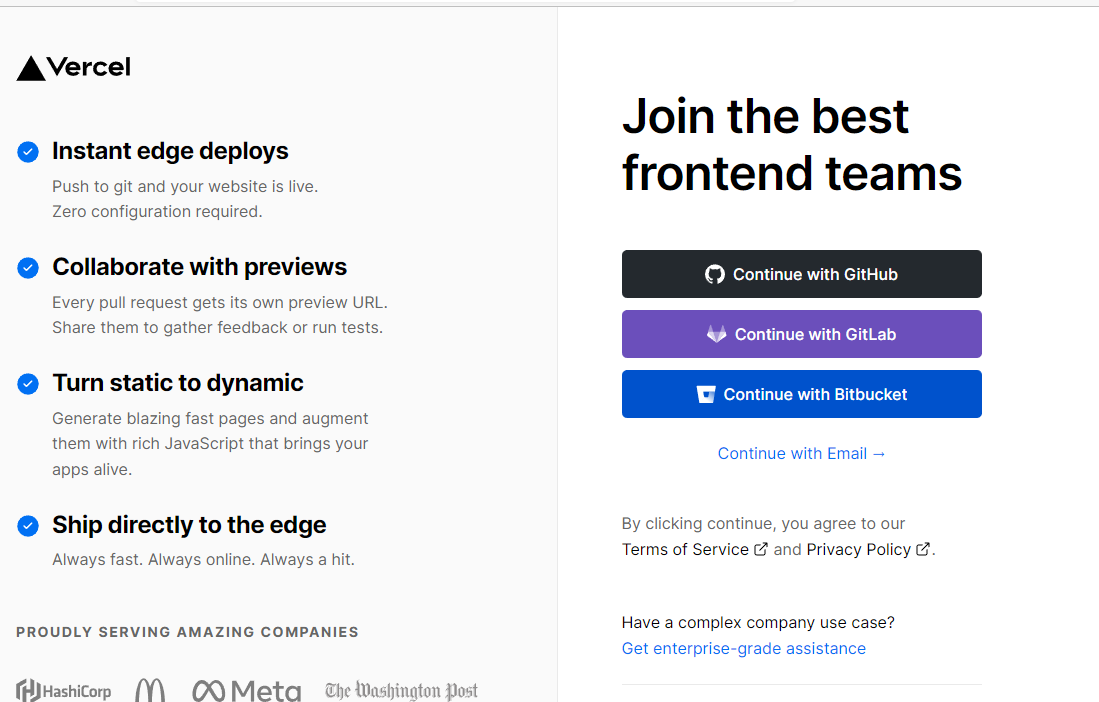 Vercel
Instant edge deploys
Push to git and your website is live.
Zero configuration required.
Collaborate with previews
Every pull request gets its own preview URL.
Share them to gather feedback or run tests.
Turn static to dynamic
Generate blazing fast pages and augment
them with rich JavaScript that brings your
apps alive.
Ship directly to the edge
Always fast. Always online. Always a hit.
PROUDLY SERVING AMAZING COMPANIES
HashiCorp
Meta
The Washington Post
Join the best
frontend teams
Continue with GitHub
Continue with GitLab
Continue with Bitbucket
Continue with Email →
By clicking continue, you agree to our
Terms of Service and Privacy Policy.
Have a complex company use case?
Get enterprise-grade assistance